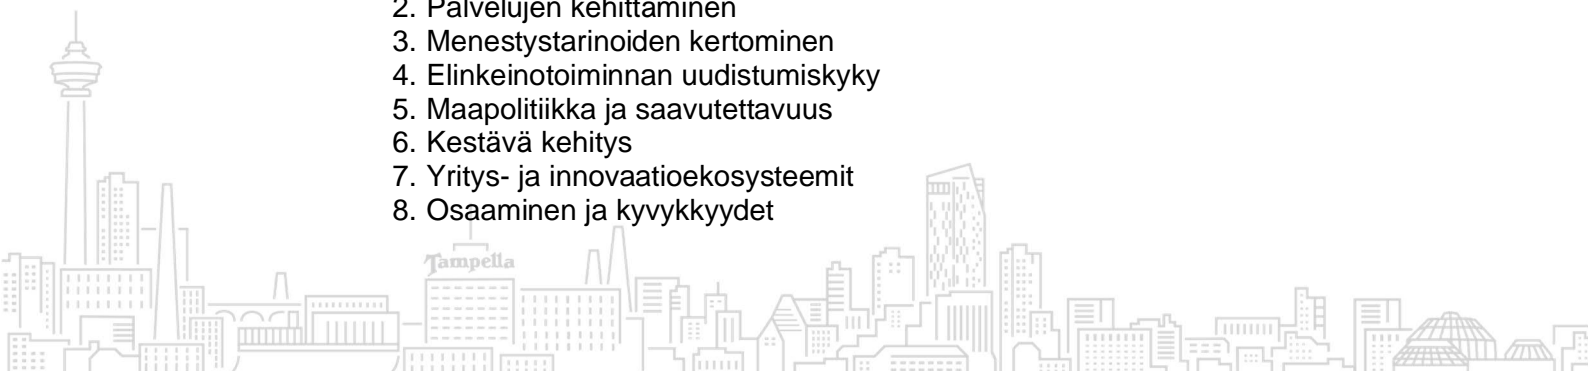 2. Palvelujen kehittäminen
3. Menestystarinoiden kertominen
4. Elinkeinotoiminnan uudistumiskyky
5. Maapolitiikka ja saavutettavuus
6. Kestävä kehitys
7. Yritys- ja innovaatioekosysteemit
8. Osaaminen ja kyvykkyydet
Tampella